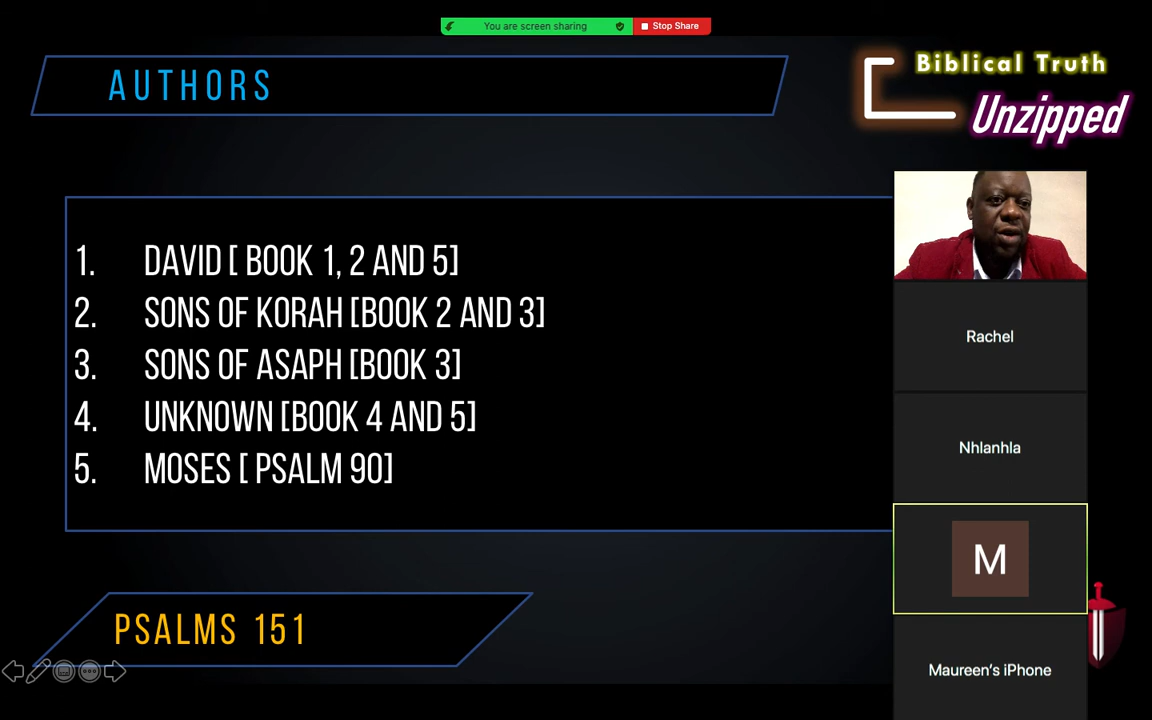 You are screen sharing
Stop Share
AUTHORS
Biblical Truth
Unzipped
1. DAVID [ BOOK 1, 2 AND 5]
2. SONS OF KORAH [BOOK 2 AND 3]
3. SONS OF ASAPH [BOOK 3]
4. UNKNOWN [BOOK 4 AND 5]
5. MOSES [ PSALM 90]
Rachel
Nhlanhla
M
Maureen’s iPhone
PSALMS 151